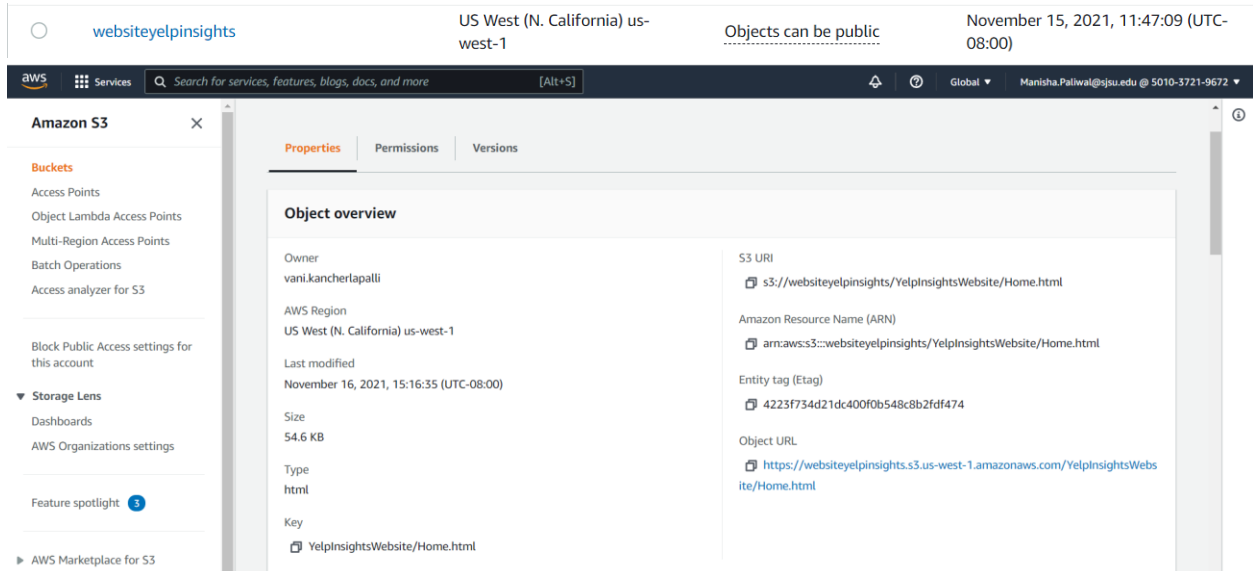 websiteyelpinsights
US West (N. California) us-
west-1
Objects can be public
November 15, 2021, 11:47:09 (UTC-
08:00)
aws
Services
Search for services, features, blogs, docs, and more
[Alt+S]
Global
Manisha.Paliwal@sjsu.edu @ 5010-3721-9672
Amazon S3
Buckets
Access Points
Object Lambda Access Points
Multi-Region Access Points
Batch Operations
Access analyzer for S3
Block Public Access settings for
this account
Storage Lens
Dashboards
AWS Organizations settings
Feature spotlight 3
AWS Marketplace for S3
Properties
Permissions
Versions
Object overview
Owner
vani.kancherlapalli
AWS Region
US West (N. California) us-west-1
Last modified
November 16, 2021, 15:16:35 (UTC-08:00)
Size
54.6 KB
Type
html
Key
YelpInsightsWebsite/Home.html
S3 URI
s3://websiteyelpinsights/YelpInsightsWebsite/Home.html
Amazon Resource Name (ARN)
arn:aws:s3:::websiteyelpinsights/YelpInsightsWebsite/Home.html
Entity tag (Etag)
4223f734d21dc400f0b548c8b2fdf474
Object URL
https://websiteyelpinsights.s3.us-west-1.amazonaws.com/YelpInsightsWebs
ite/Home.html